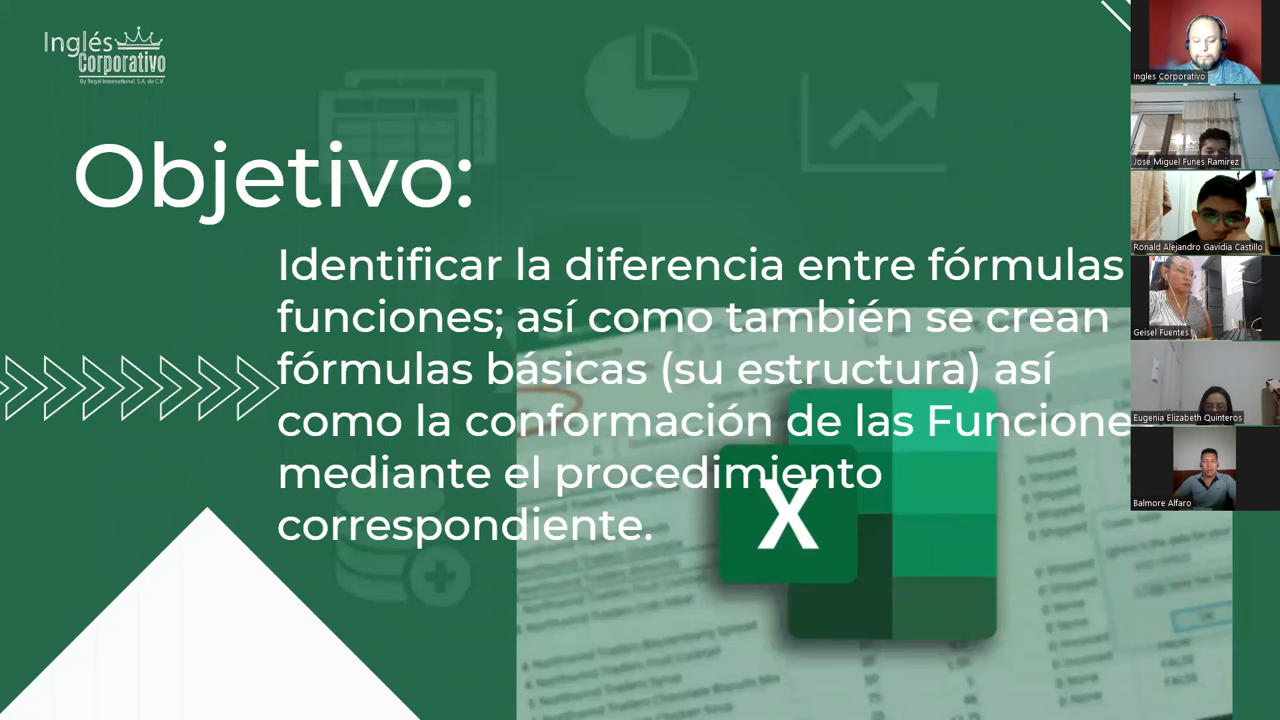 Inglés
Corporativo
By Regal International, S.A. de C.V
Objetivo:
Identificar la diferencia entre fórmulas
funciones; así como también se crean
fórmulas básicas (su estructura) así
como la conformación de las Funcione
mediante el procedimiento
correspondiente.
X
Ingles Corporativo
José Miguel Funes Ramirez
Ronald Alejandro Gavidia Castillo
Geisel Fuentes
Eugenia Elizabeth Quinteros
Balmore Alfaro